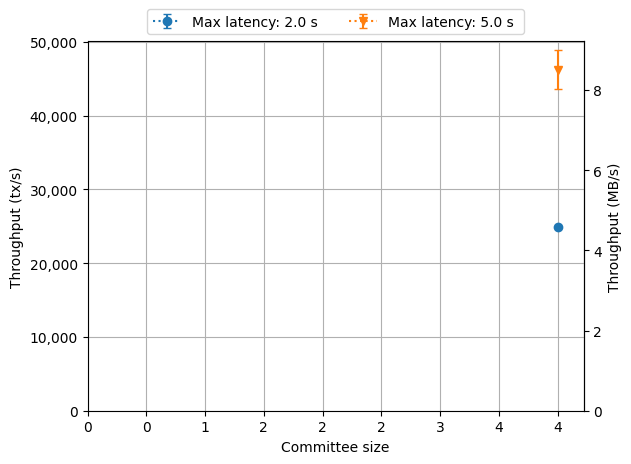 Max latency: 2.0 s
Max latency: 5.0 s
50,000
40,000
30,000
20,000
10,000
0
Throughput (tx/s)
8
6
4
2
0
Throughput (MB/s)
0 0 1 2 2 2 3 4 4
Committee size